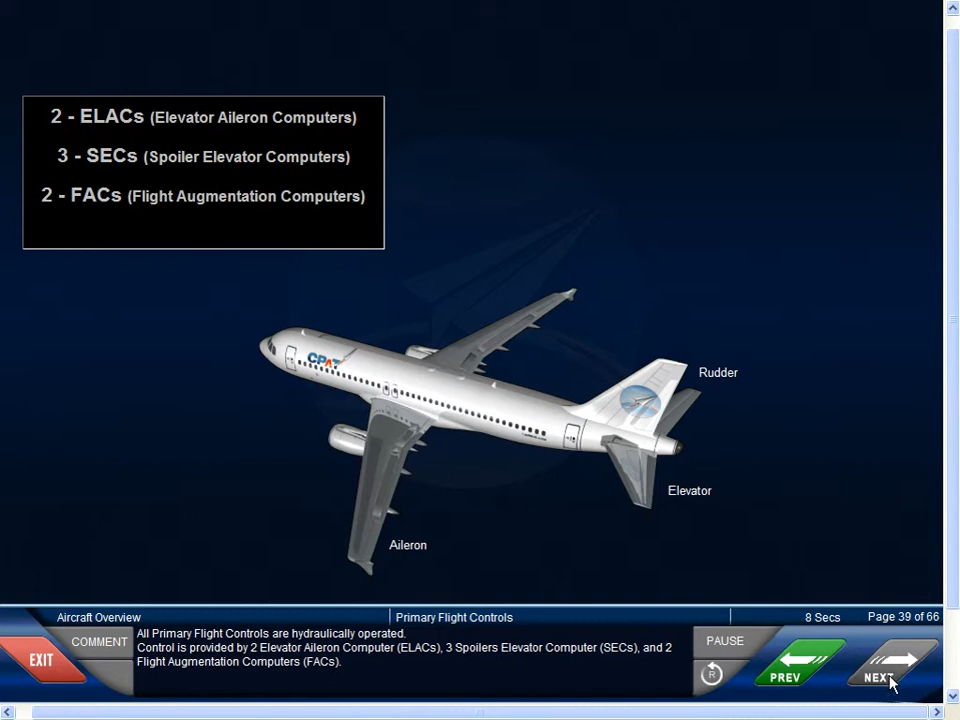 2 - ELACs (Elevator Aileron Computers)
3 - SECs (Spoiler Elevator Computers)
2 - FACs (Flight Augmentation Computers)
CPaT
Rudder
Elevator
Aileron
Aircraft Overview
Primary Flight Controls
8 Secs
Page 39 of 66
COMMENT
All Primary Flight Controls are hydraulically operated.
Control is provided by 2 Elevator Aileron Computer (ELACs), 3 Spoilers Elevator Computer (SECs), and 2
Flight Augmentation Computers (FACs).
PAUSE
EXIT
R
PREV
NEXT